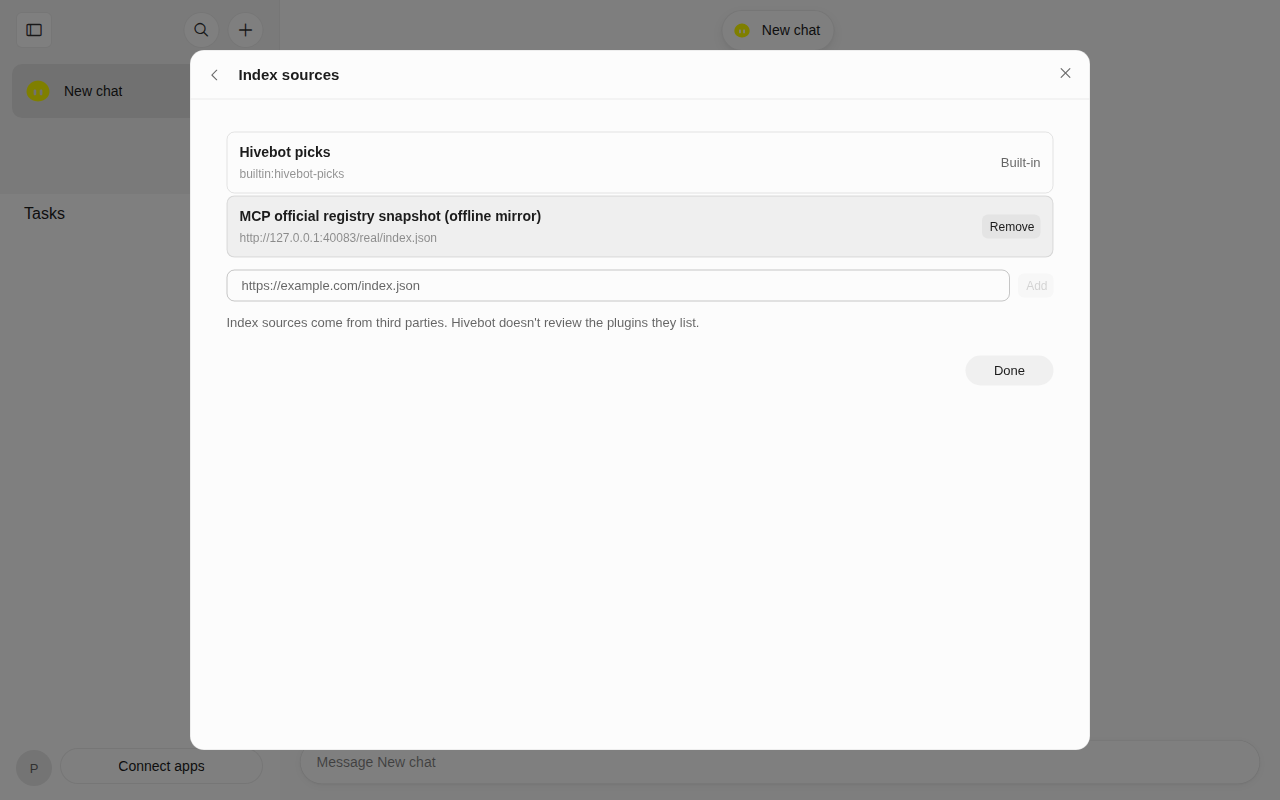 New chat
New chat
Index sources
Hivebot picks
builtin:hivebot-picks
Built-in
MCP official registry snapshot (offline mirror)
http://127.0.0.1:40083/real/index.json
Remove
https://example.com/index.json
Add
Index sources come from third parties. Hivebot doesn't review the plugins they list.
Done
Tasks
P
Connect apps
Message New chat